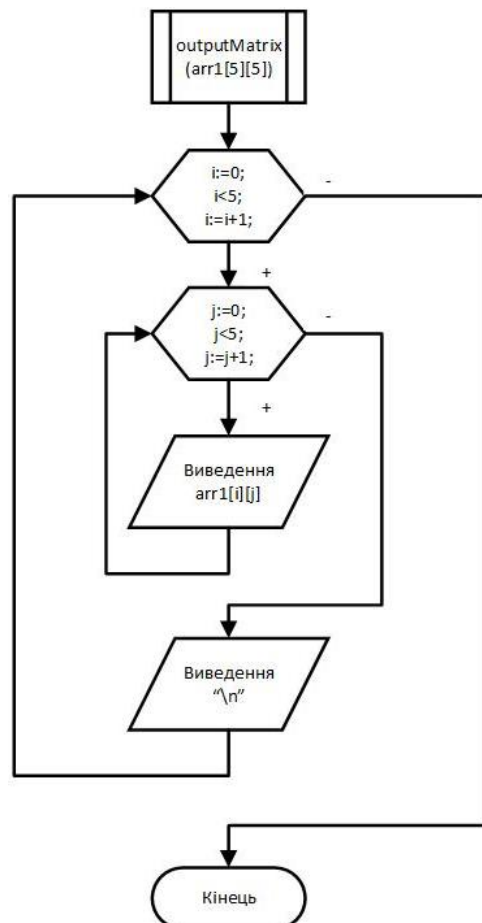 outputMatrix
(arr1[5][5])
i:=0;
i<5;
i:=i+1;
-
+
j:=0;
j<5;
j:=j+1;
-
+
Виведення
arr1[i][j]
Виведення
“\n”
Кінець